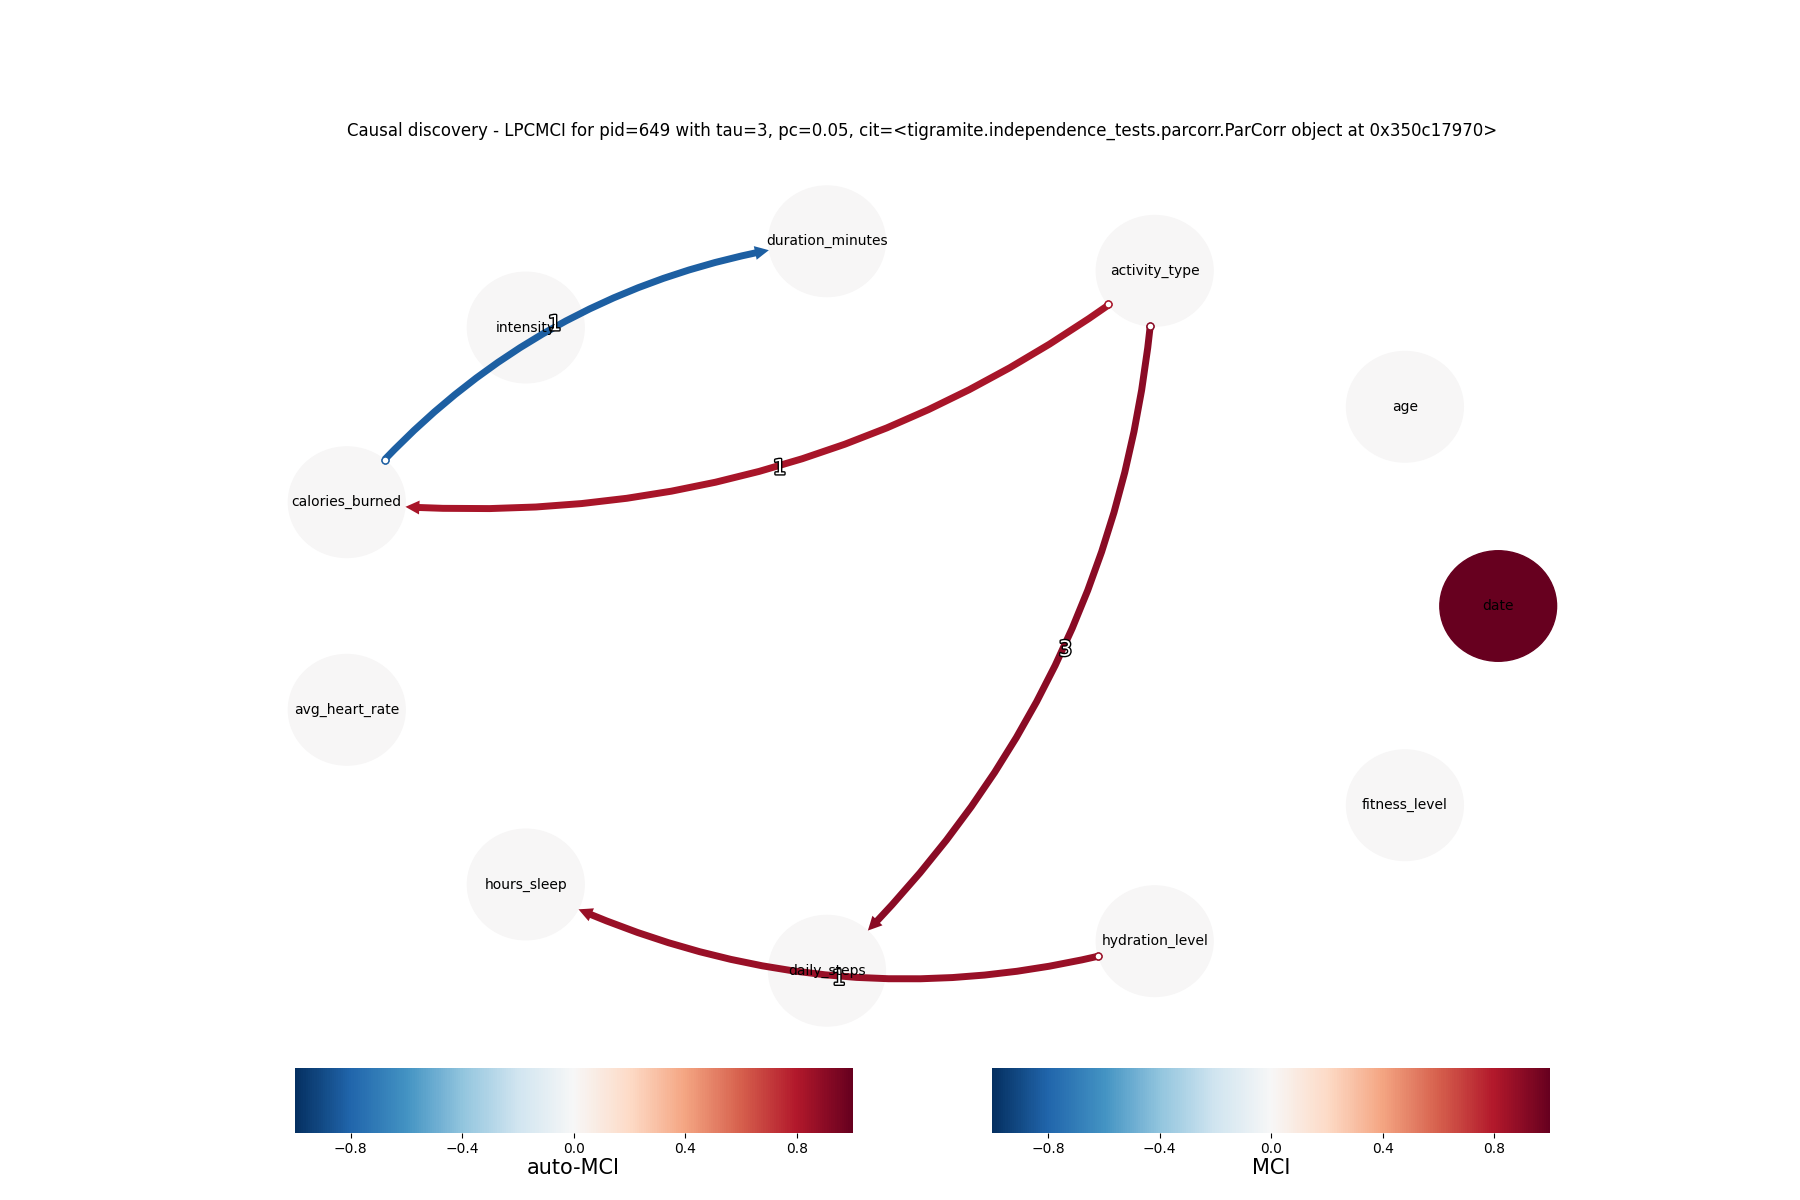 Causal discovery - LPCMCI for pid=649 with tau=3, pc=0.05, cit=<tigramite.independence_tests.parcorr.ParCorr object at 0x350c17970>
duration_minutes
activity_type
intensity
1
age
1
calories_burned
date
3
avg_heart_rate
fitness_level
hours_sleep
hydration_level
daily_steps
1
−0.8 −0.4 0.0 0.4 0.8
auto-MCI
−0.8 −0.4 0.0 0.4 0.8
MCI